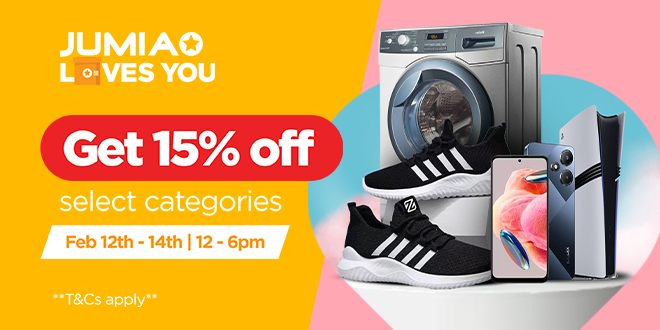 JUMIA
LOVES YOU
Get 15% off
select categories
Feb 12th - 14th | 12 - 6pm
**T&Cs apply**